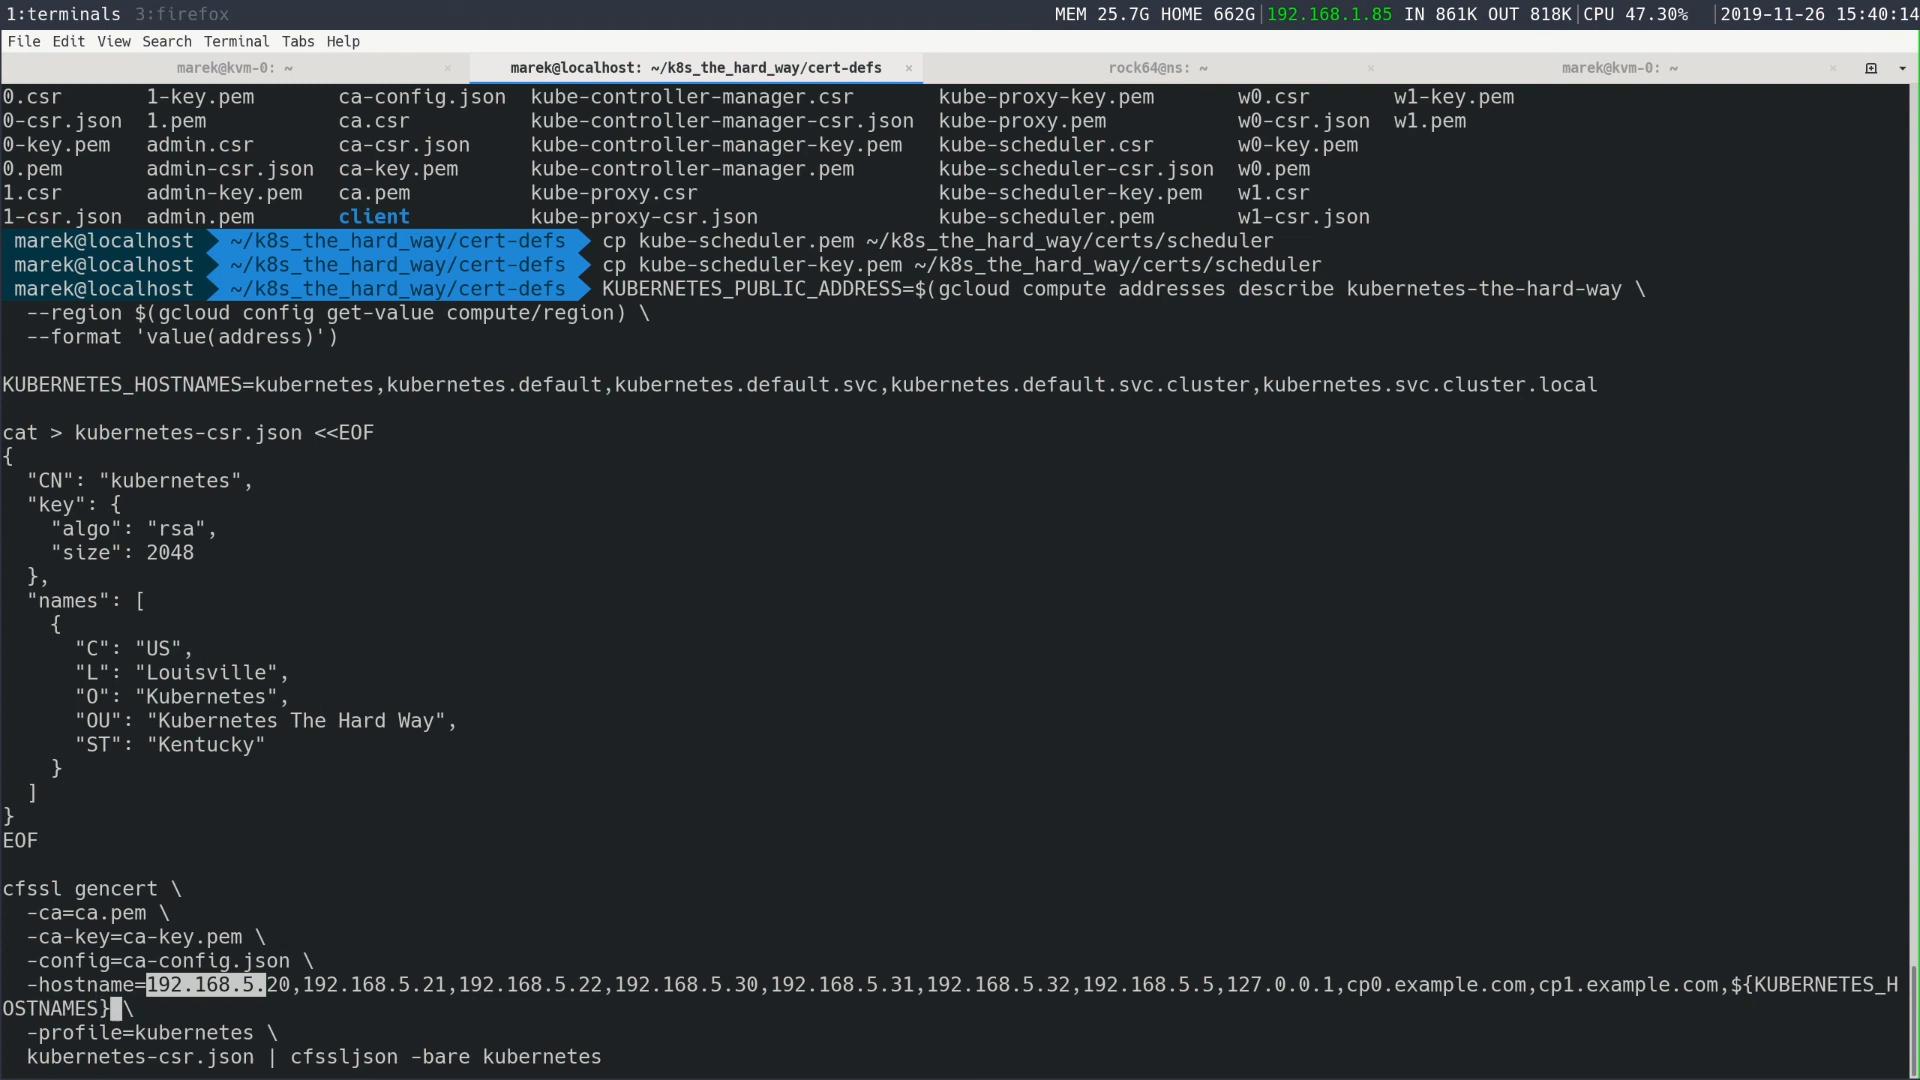 1:terminals 3:firefox MEM 25.7G HOME 662G|192.168.1.85 IN 861K OUT 818K|CPU 47.30% |2019-11-26 15:40:14
File Edit View Search Terminal Tabs Help
marek@kvm-0: ~ × marek@localhost: ~/k8s_the_hard_way/cert-defs × rock64@ns: ~ × marek@kvm-0: ~ ×
0.csr 1-key.pem ca-config.json kube-controller-manager.csr kube-proxy-key.pem w0.csr w1-key.pem
0-csr.json 1.pem ca.csr kube-controller-manager-csr.json kube-proxy.pem w0-csr.json w1.pem
0-key.pem admin.csr ca-csr.json kube-controller-manager-key.pem kube-scheduler.csr w0-key.pem
0.pem admin-csr.json ca-key.pem kube-controller-manager.pem kube-scheduler-csr.json w0.pem
1.csr admin-key.pem ca.pem kube-proxy.csr kube-scheduler-key.pem w1.csr
1-csr.json admin.pem client kube-proxy-csr.json kube-scheduler.pem w1-csr.json
marek@localhost ~/k8s_the_hard_way/cert-defs cp kube-scheduler.pem ~/k8s_the_hard_way/certs/scheduler
marek@localhost ~/k8s_the_hard_way/cert-defs cp kube-scheduler-key.pem ~/k8s_the_hard_way/certs/scheduler
marek@localhost ~/k8s_the_hard_way/cert-defs KUBERNETES_PUBLIC_ADDRESS=$(gcloud compute addresses describe kubernetes-the-hard-way \
--region $(gcloud config get-value compute/region) \
--format 'value(address)')
KUBERNETES_HOSTNAMES=kubernetes,kubernetes.default,kubernetes.default.svc,kubernetes.default.svc.cluster,kubernetes.svc.cluster.local
cat > kubernetes-csr.json <<EOF
{
"CN": "kubernetes",
"key": {
"algo": "rsa",
"size": 2048
},
"names": [
{
"C": "US",
"L": "Louisville",
"O": "Kubernetes",
"OU": "Kubernetes The Hard Way",
"ST": "Kentucky"
}
]
}
EOF
cfssl gencert \
-ca=ca.pem \
-ca-key=ca-key.pem \
-config=ca-config.json \
-hostname=192.168.5.20,192.168.5.21,192.168.5.22,192.168.5.30,192.168.5.31,192.168.5.32,192.168.5.5,127.0.0.1,cp0.example.com,cp1.example.com,${KUBERNETES_H
OSTNAMES} \
-profile=kubernetes \
kubernetes-csr.json | cfssljson -bare kubernetes